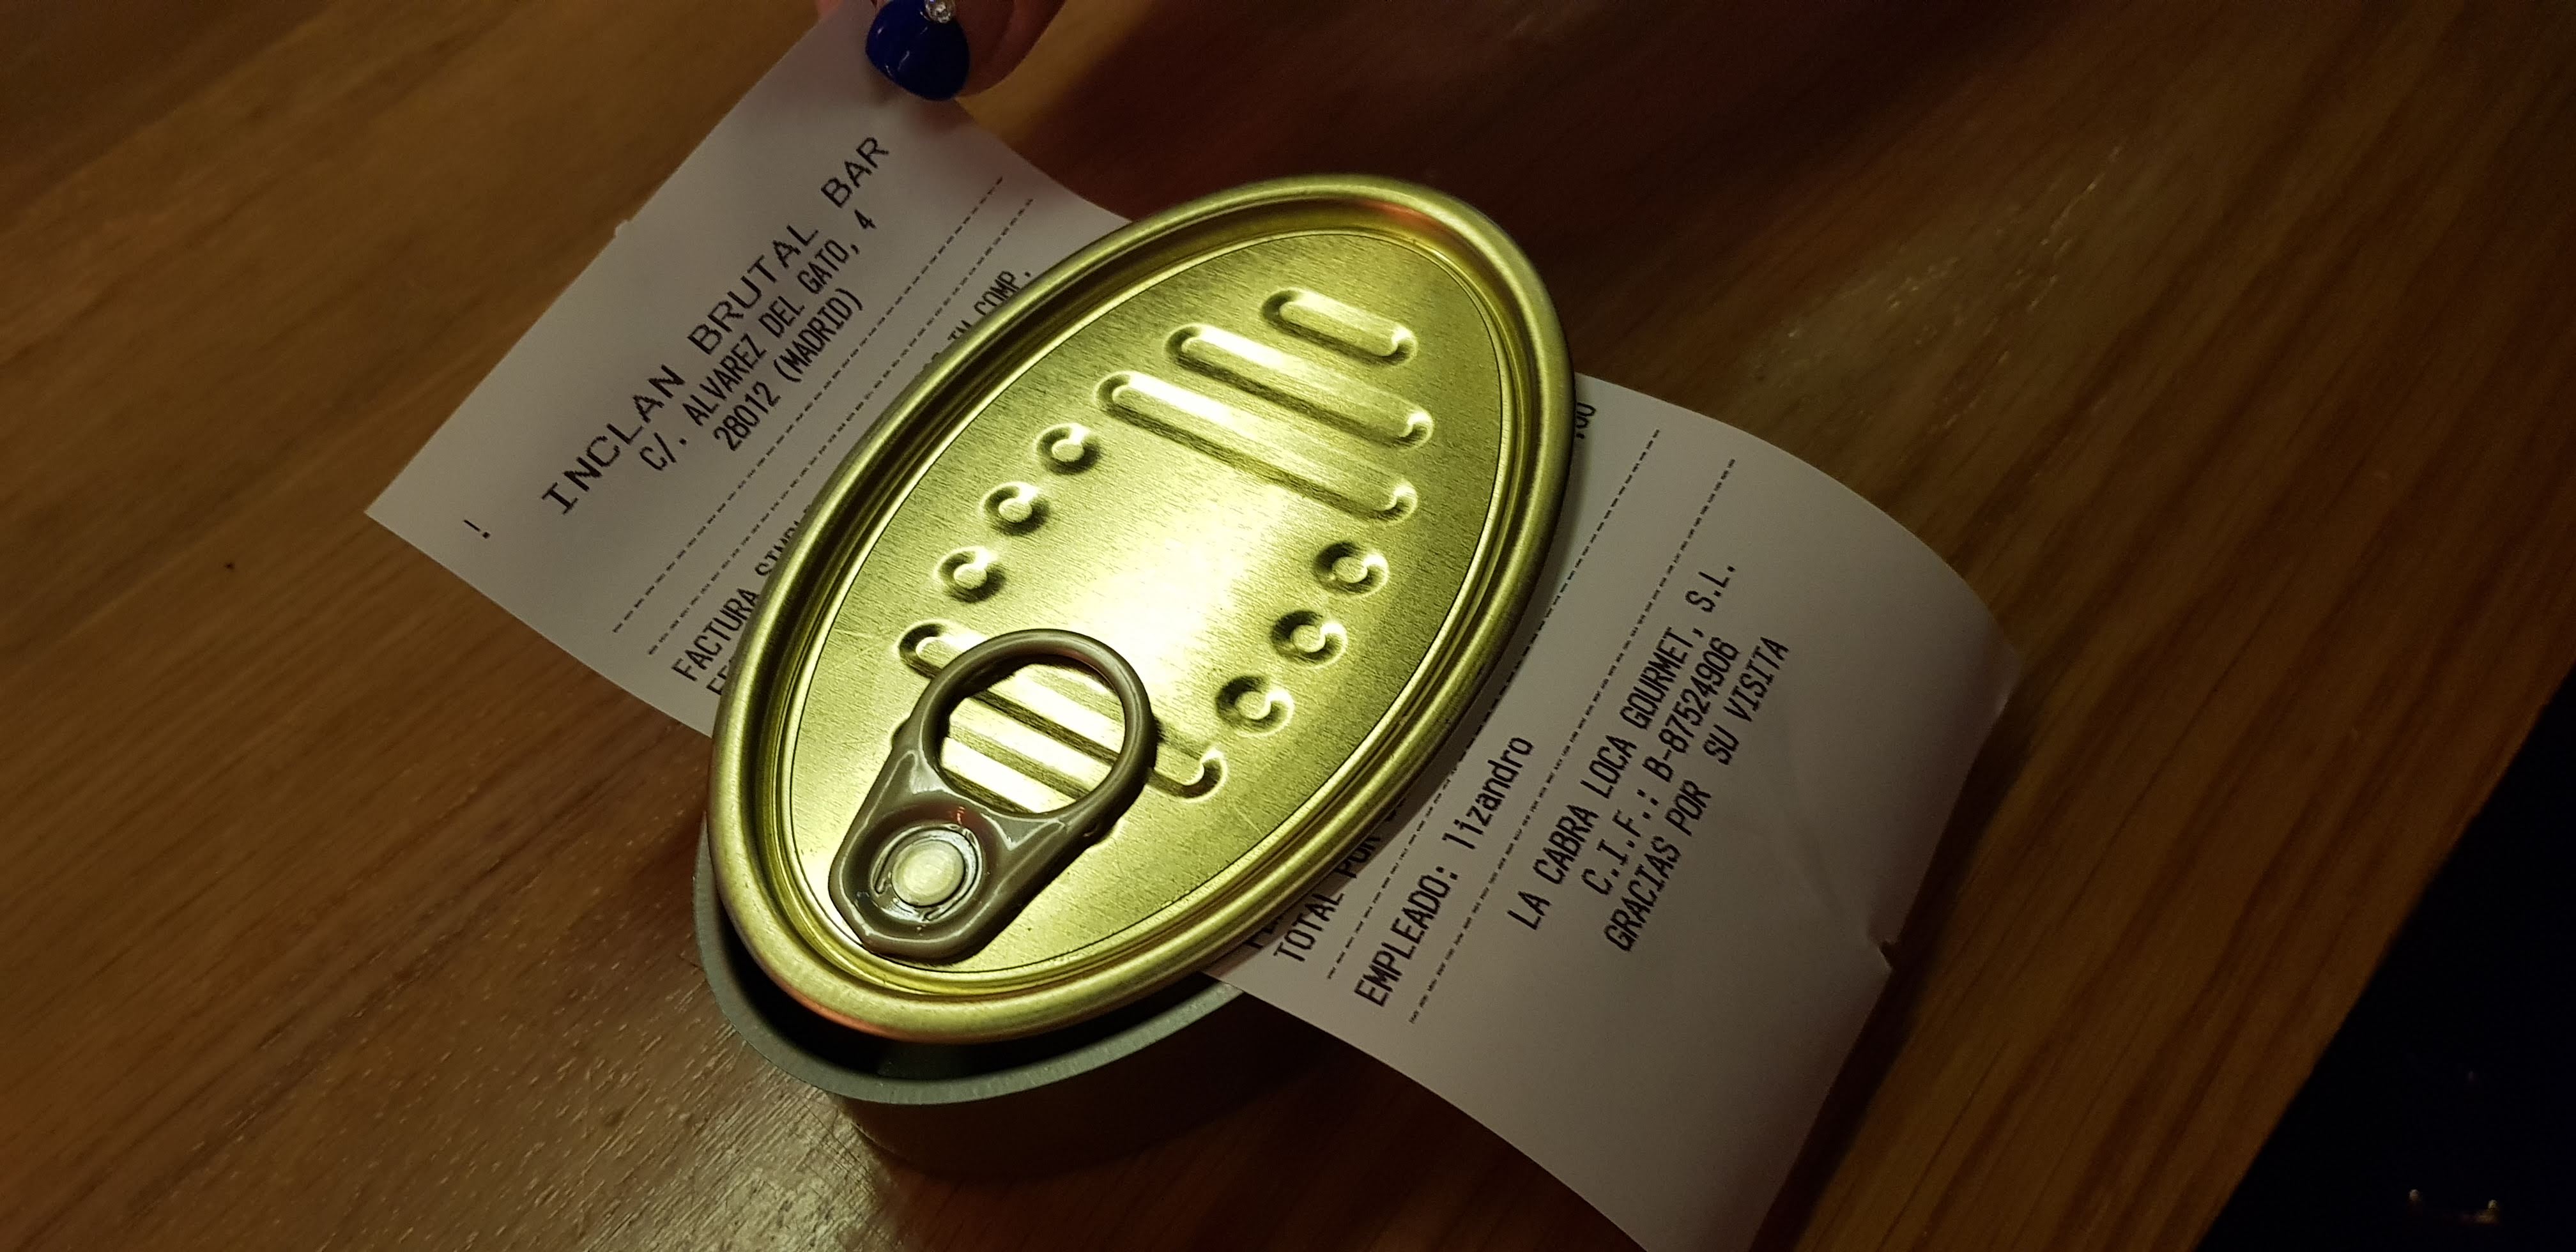 INCLAN BRUTAL BAR
C/. ALVAREZ DEL GATO, 4
28012 (MADRID)
FACTURA
COMP.
TOTAL POR
EMPLEADO: lizandro
LA CABRA LOCA GOURMET, S.L.
C.I.F.: B-87524906
GRACIAS POR SU VISITA